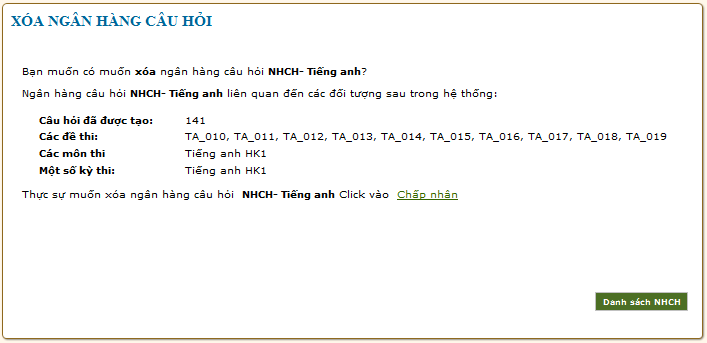 XÓA NGÂN HÀNG CÂU HỎI
Bạn muốn có muốn xóa ngân hàng câu hỏi NHCH- Tiếng anh?
Ngân hàng câu hỏi NHCH- Tiếng anh liên quan đến các đối tượng sau trong hệ thống:
Câu hỏi đã được tạo: 141
Các đề thi: TA_010, TA_011, TA_012, TA_013, TA_014, TA_015, TA_016, TA_017, TA_018, TA_019
Các môn thi Tiếng anh HK1
Một số kỳ thi: Tiếng anh HK1
Thực sự muốn xóa ngân hàng câu hỏi NHCH- Tiếng anh Click vào Chấp nhận
Danh sách NHCH